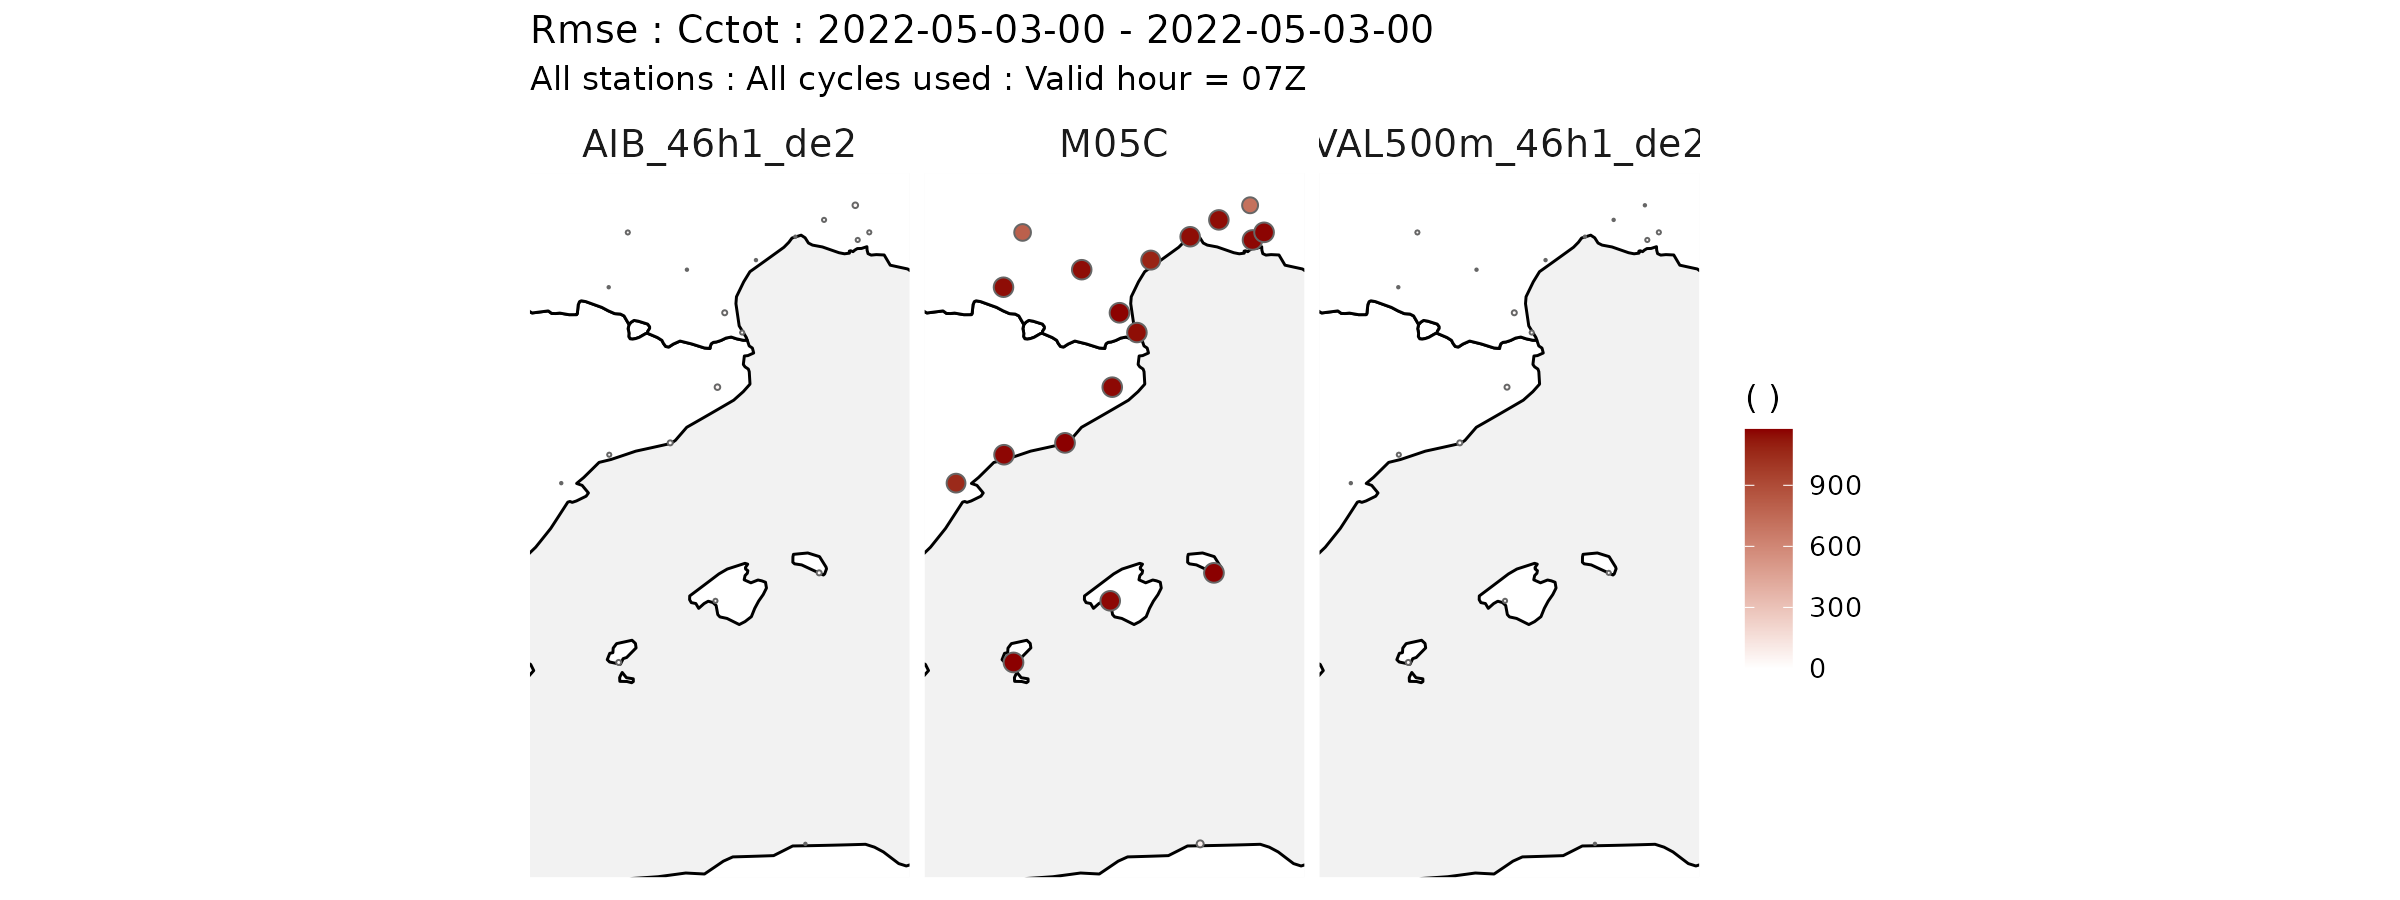 Rmse : Cctot : 2022-05-03-00 - 2022-05-03-00
All stations : All cycles used : Valid hour = 07Z
AIB_46h1_de2
M05C
VAL500m_46h1_de2
( )
900
600
300
0